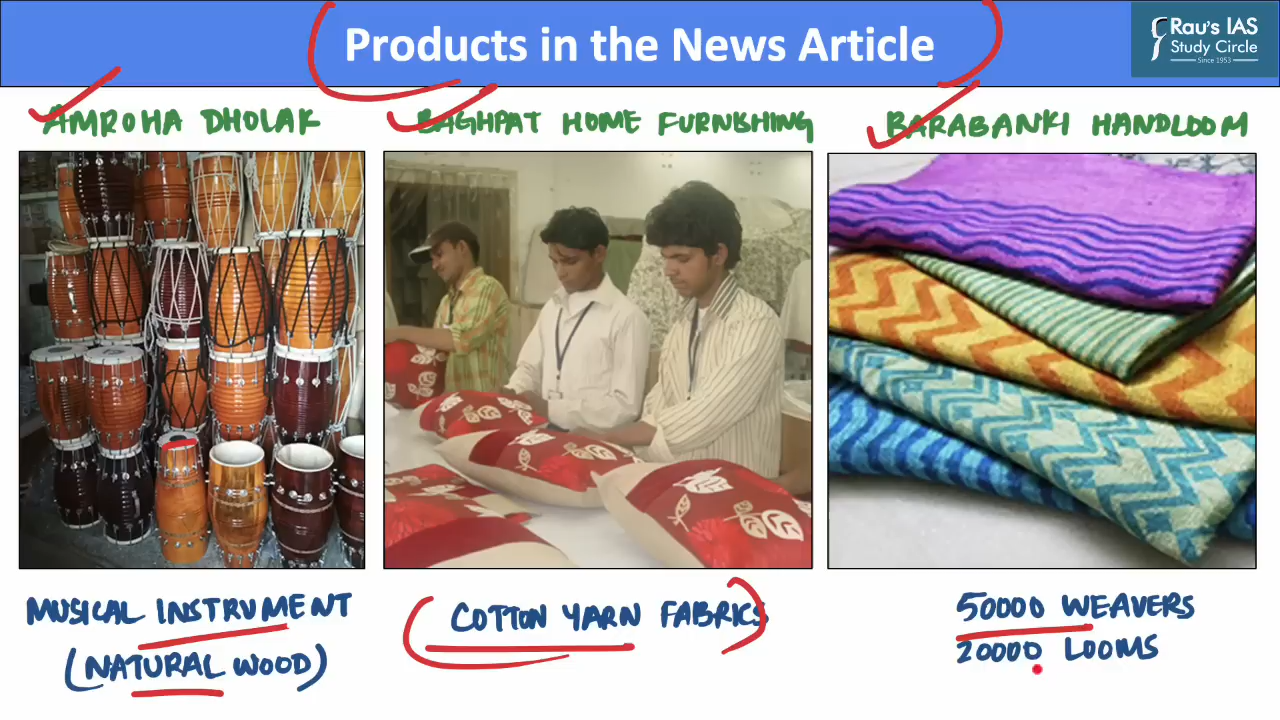 Products in the News Article
Rau's IAS
Study Circle
Since 1953
AMROHA DHOLAK
BAGHPAT HOME FURNISHING
BARABANKI HANDLOOM
MUSICAL INSTRUMENT
(NATURAL WOOD)
COTTON YARN FABRICS
50000 WEAVERS
20000 LOOMS